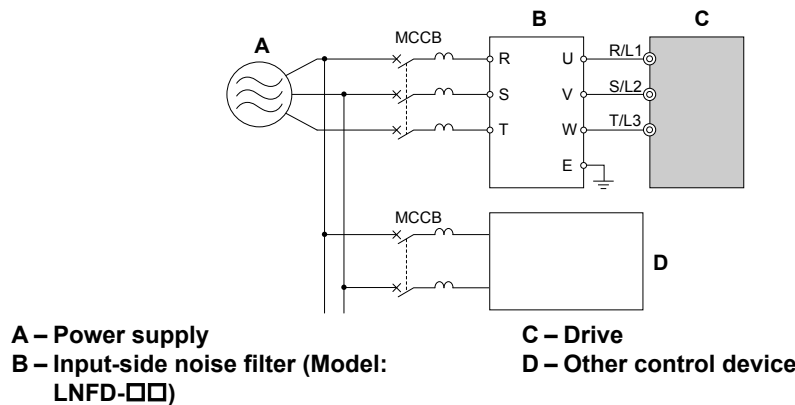 A
MCCB
B
C
R
S
T
U
V
W
E
R/L1
S/L2
T/L3
MCCB
D
A – Power supply
B – Input-side noise filter (Model:
LNFD-□□)
C – Drive
D – Other control device